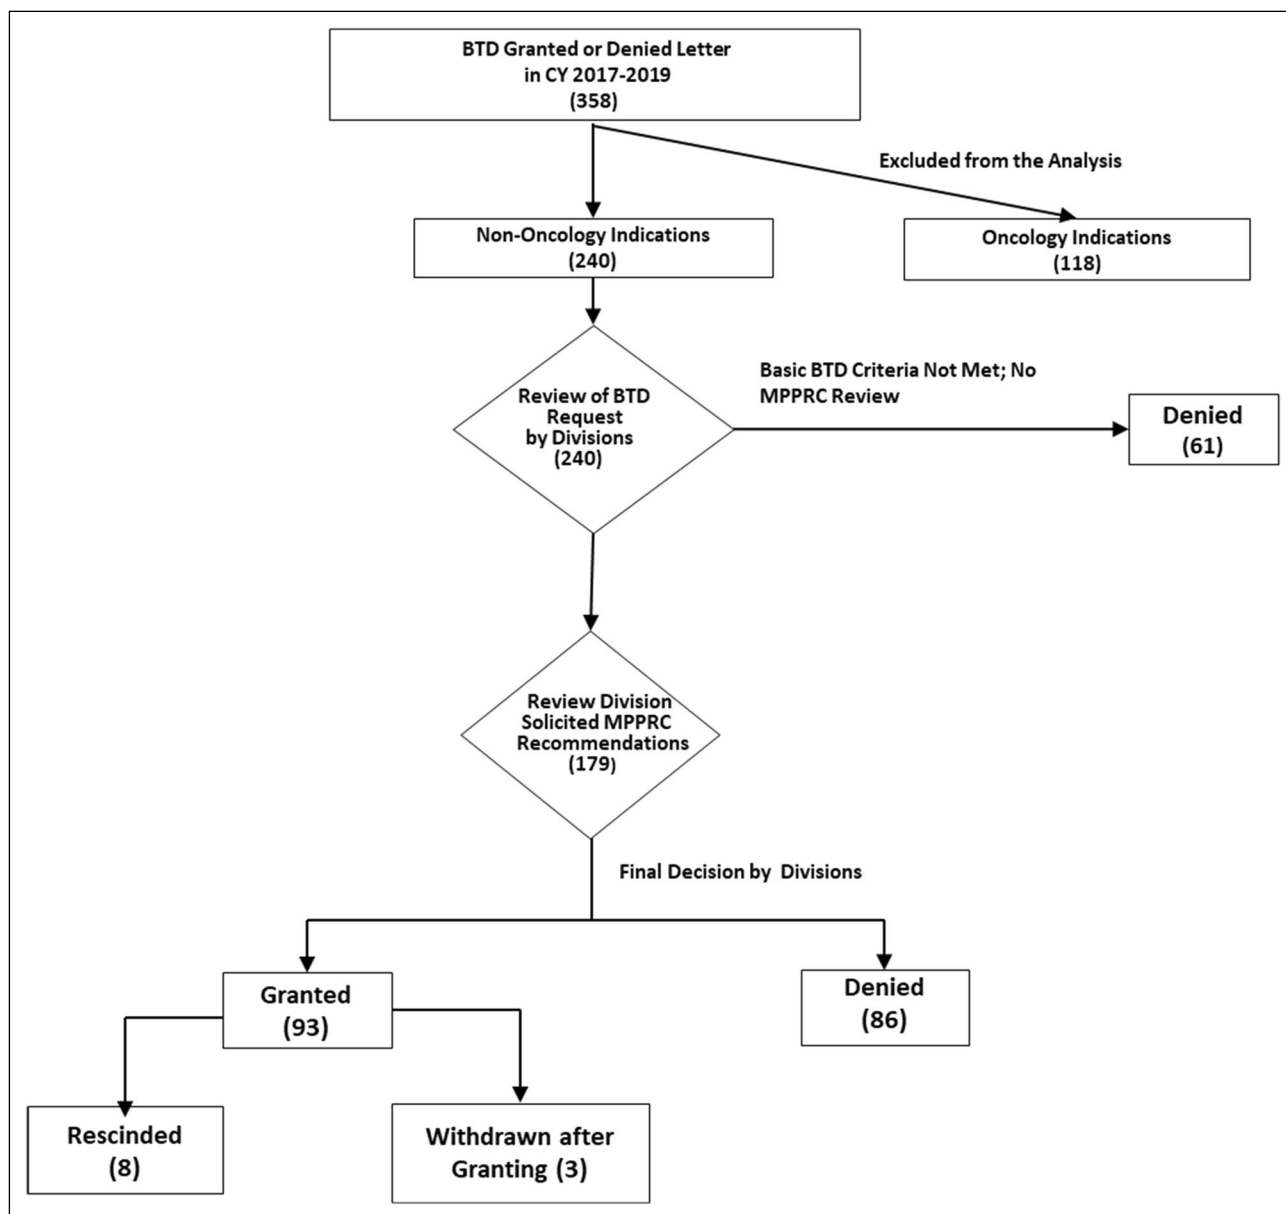 BTD Granted or Denied Letter
in CY 2017-2019
(358)
Excluded from the Analysis
Non-Oncology Indications
(240)
Oncology Indications
(118)
Review of BTD
Request
by Divisions
(240)
Basic BTD Criteria Not Met; No
MPPRC Review
Denied
(61)
Review Division
Solicited MPPRC
Recommendations
(179)
Final Decision by Divisions
Granted
(93)
Denied
(86)
Rescinded
(8)
Withdrawn after
Granting (3)